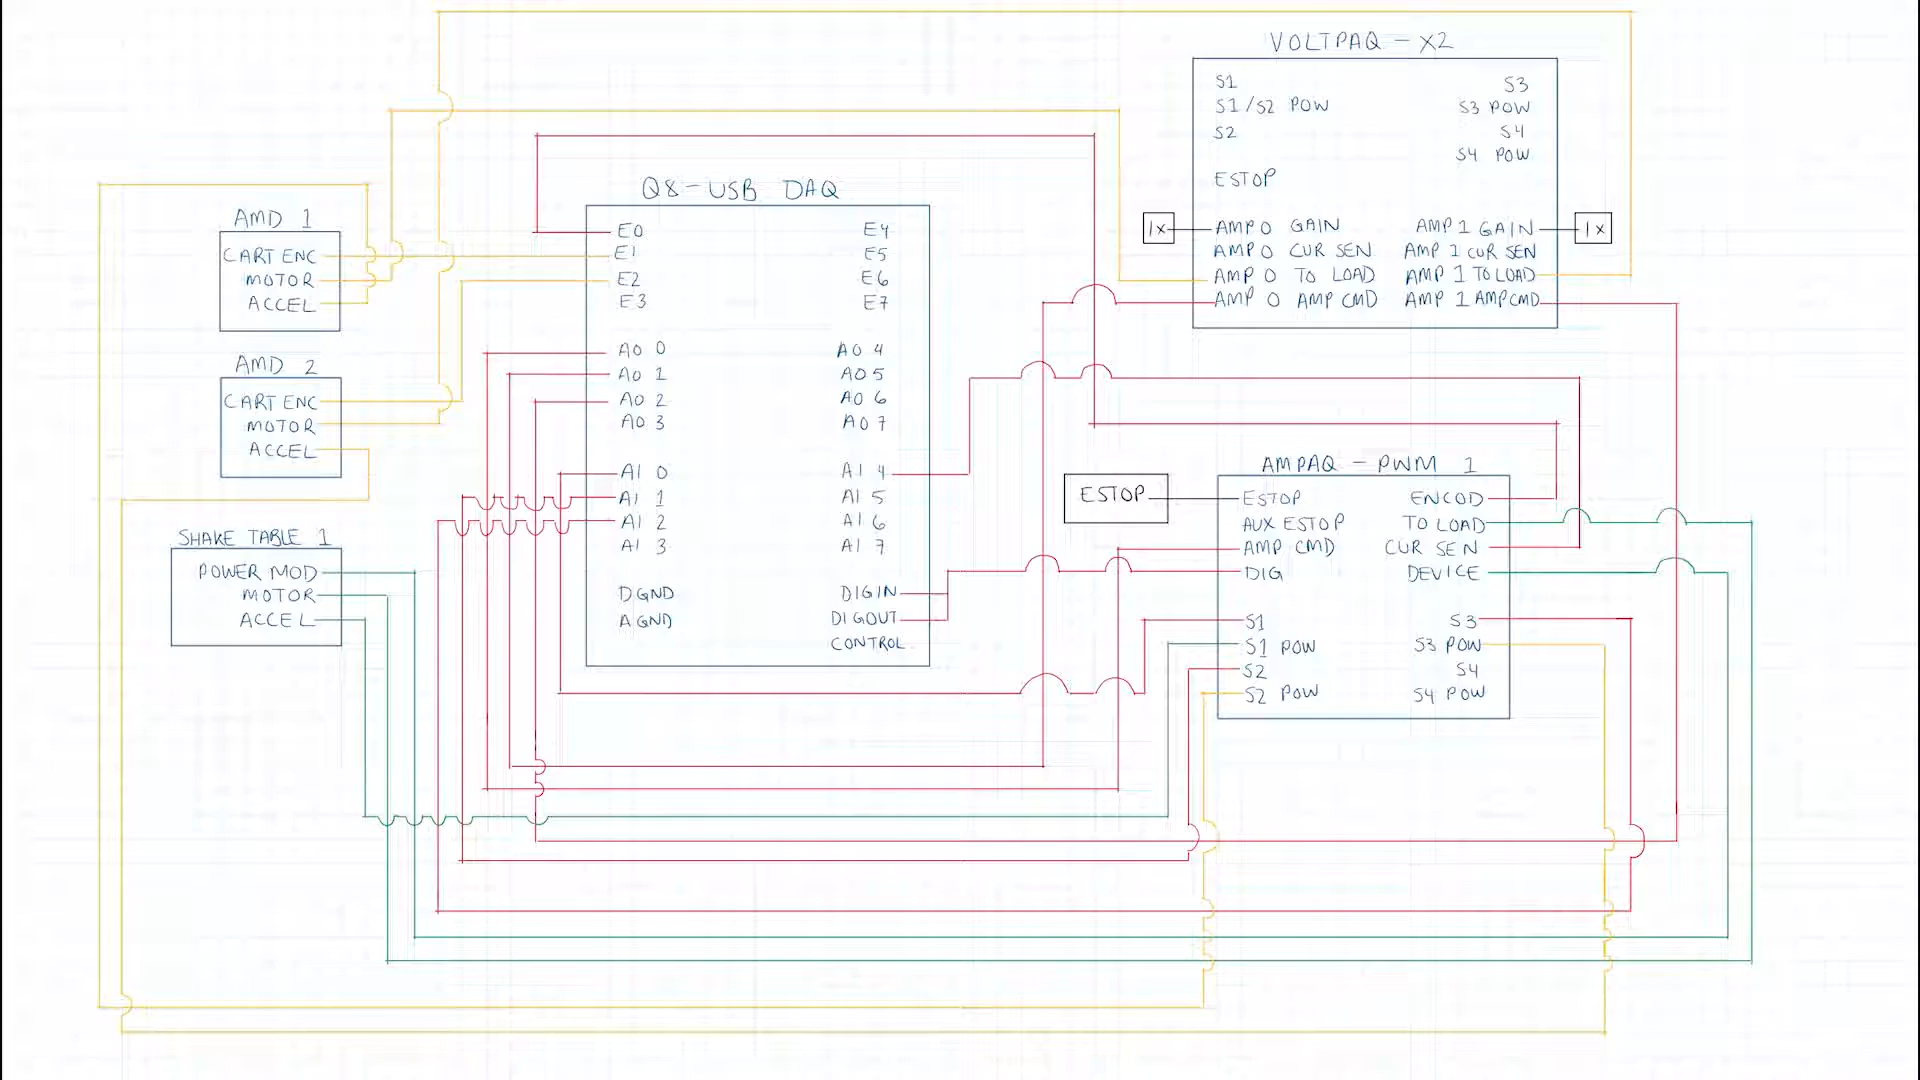 VOLTPAQ - X2
S1
S1/S2 POW
S2
ESTOP
AMP 0 GAIN
AMP 0 CUR SEN
AMP 0 TO LOAD
AMP 0 AMP CMD
S3
S3 POW
S4
S4 POW
AMP 1 GAIN
AMP 1 CUR SEN
AMP 1 TO LOAD
AMP 1 AMP CMD
1x
1x
Q8-USB DAQ
E0
E1
E2
E3
AO 0
AO 1
AO 2
AO 3
AI 0
AI 1
AI 2
AI 3
DGND
AGND
E4
E5
E6
E7
AO 4
AO 5
AO 6
AO 7
AI 4
AI 5
AI 6
AI 7
DIGIN
DIGOUT
CONTROL
AMD 1
CART ENC
MOTOR
ACCEL
AMD 2
CART ENC
MOTOR
ACCEL
SHAKE TABLE 1
POWER MOD
MOTOR
ACCEL
AMPAQ - PWM 1
ESTOP
ESTOP
AUX ESTOP
AMP CMD
DIG
S1
S1 POW
S2
S2 POW
ENCOD
TO LOAD
CUR SEN
DEVICE
S3
S3 POW
S4
S4 POW